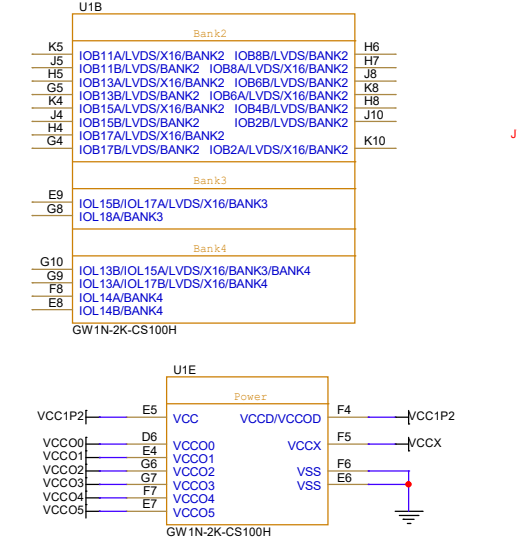 U1B
Bank2
K5 IOB11A/LVDS/X16/BANK2 IOB8B/LVDS/BANK2 H6
J5 IOB11B/LVDS/BANK2 IOB8A/LVDS/X16/BANK2 H7
H5 IOB13A/LVDS/X16/BANK2 IOB6B/LVDS/BANK2 J8
G5 IOB13B/LVDS/BANK2 IOB6A/LVDS/X16/BANK2 K8
K4 IOB15A/LVDS/X16/BANK2 IOB4B/LVDS/BANK2 H8
J4 IOB15B/LVDS/BANK2 IOB2B/LVDS/BANK2 J10
H4 IOB17A/LVDS/X16/BANK2
G4 IOB17B/LVDS/BANK2 IOB2A/LVDS/X16/BANK2 K10
J
Bank3
E9 IOL15B/IOL17A/LVDS/X16/BANK3
G8 IOL18A/BANK3
Bank4
G10 IOL13B/IOL15A/LVDS/X16/BANK3/BANK4
G9 IOL13A/IOL17B/LVDS/X16/BANK4
F8 IOL14A/BANK4
E8 IOL14B/BANK4
GW1N-2K-CS100H
U1E
Power
VCC1P2 E5 VCC VCCD/VCCOD F4 VCC1P2
VCCO0 D6 VCCO0 VCCX F5 VCCX
VCCO1 E4 VCCO1
VCCO2 G6 VCCO2 VSS F6
VCCO3 G7 VCCO3 VSS E6
VCCO4 F7 VCCO4
VCCO5 E7 VCCO5
GW1N-2K-CS100H